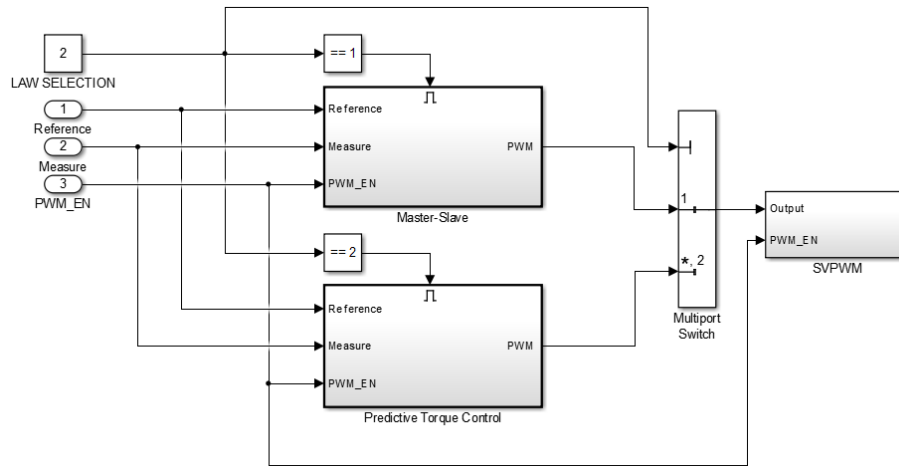 2
LAW SELECTION
== 1
1
Reference
2
Measure
3
PWM_EN
Reference
Measure
PWM_EN
PWM
Master-Slave
== 2
Reference
Measure
PWM_EN
PWM
Predictive Torque Control
1
*, 2
Multiport
Switch
Output
PWM_EN
SVPWM